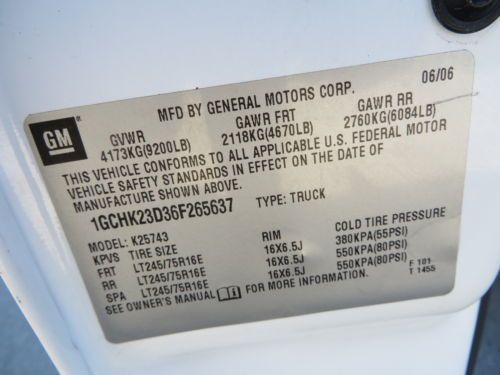 06/06
MFD BY GENERAL MOTORS CORP.
GM
GVWR GAWR FRT GAWR RR
4173KG(9200LB) 2118KG(4670LB) 2760KG(6084LB)
THIS VEHICLE CONFORMS TO ALL APPLICABLE U.S. FEDERAL MOTOR
VEHICLE SAFETY STANDARDS IN EFFECT ON THE DATE OF
MANUFACTURE SHOWN ABOVE.
1GCHK23D36F265637 TYPE: TRUCK
MODEL: K25743
KPVS TIRE SIZE RIM COLD TIRE PRESSURE
FRT LT245/75R16E 16X6.5J 380KPA(55PSI)
RR LT245/75R16E 16X6.5J 550KPA(80PSI)
SPA LT245/75R16E 16X6.5J 550KPA(80PSI)
SEE OWNER'S MANUAL FOR MORE INFORMATION.
F 101
T 1455